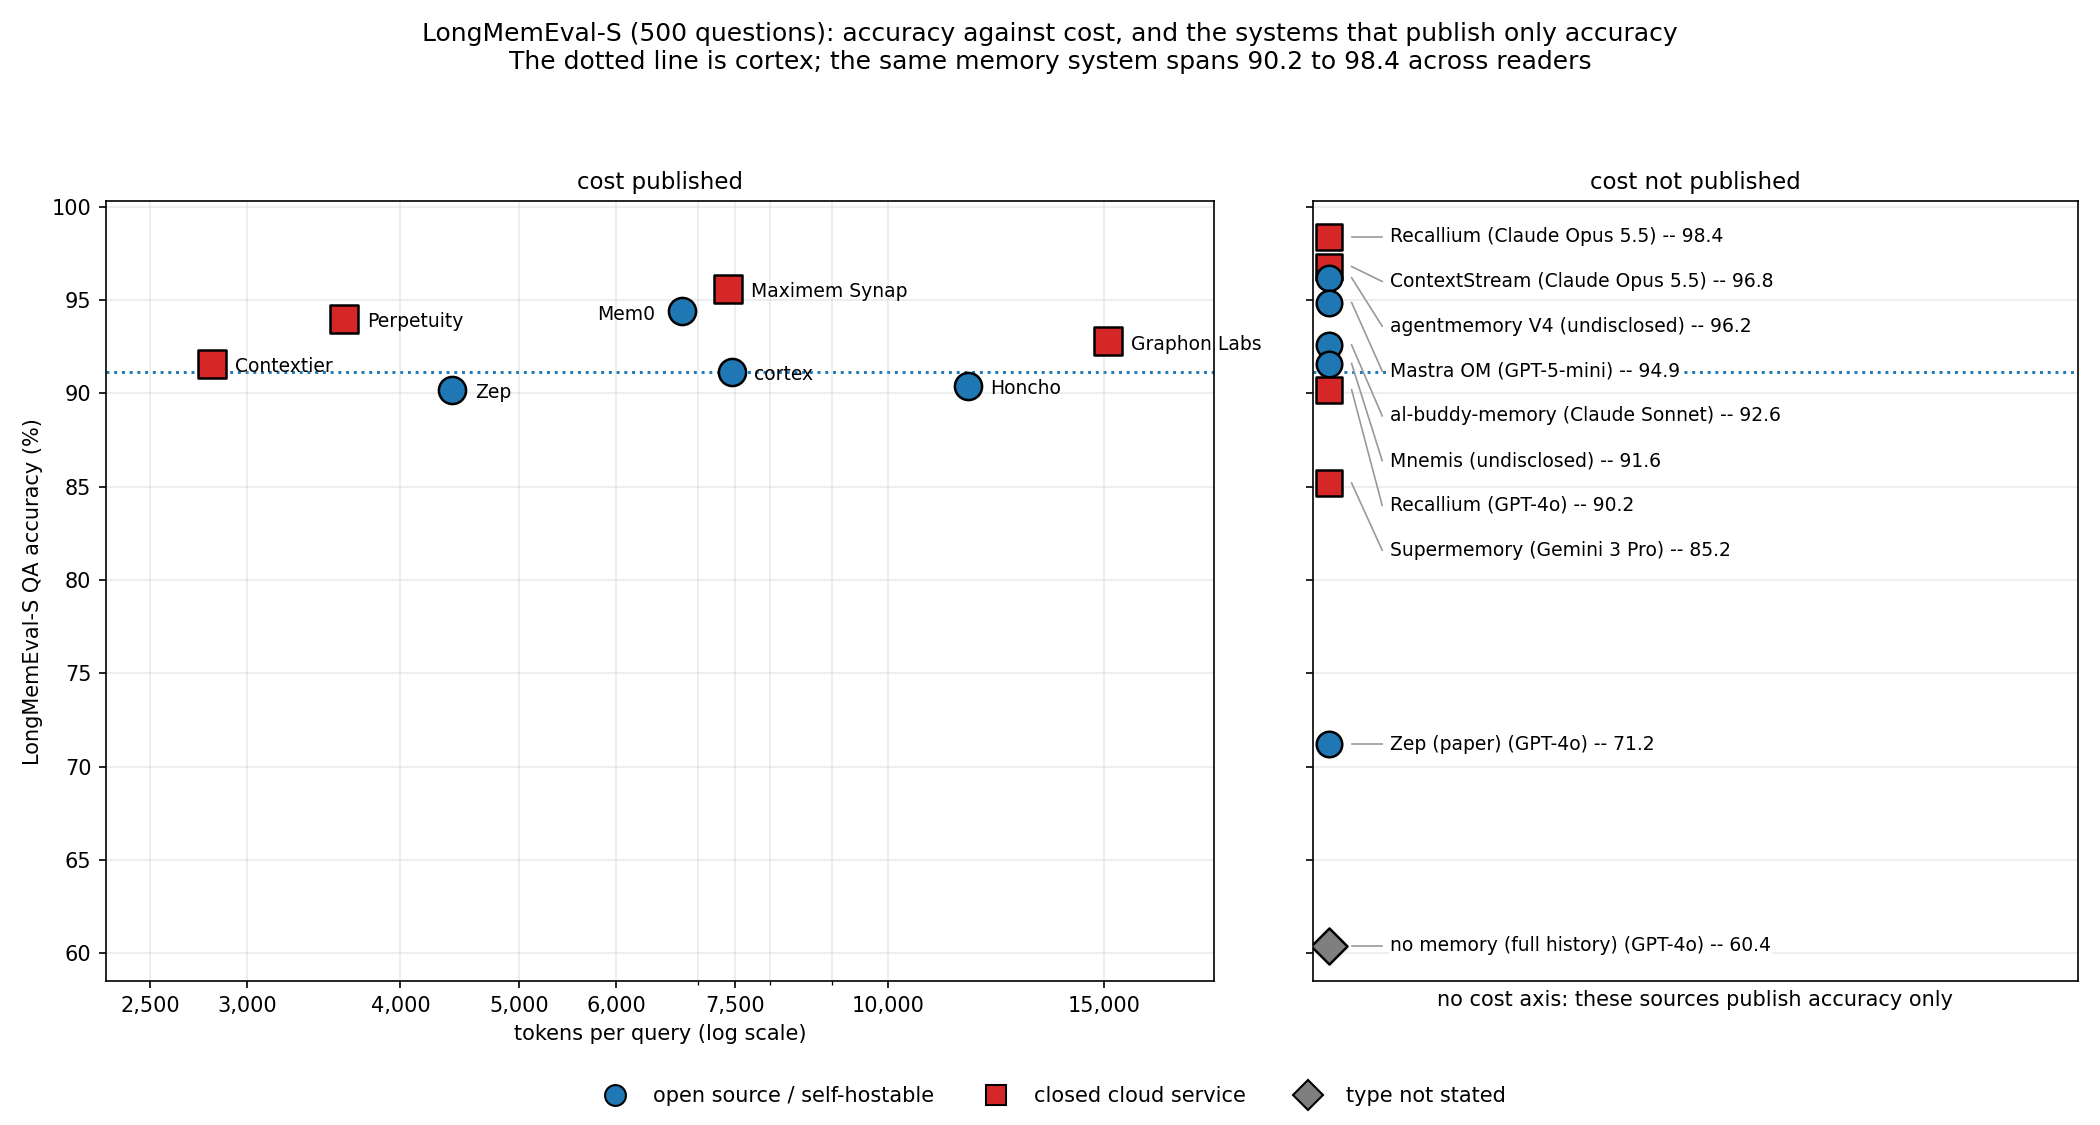 LongMemEval-S (500 questions): accuracy against cost, and the systems that publish only accuracy
The dotted line is cortex; the same memory system spans 90.2 to 98.4 across readers
cost published
LongMemEval-S QA accuracy (%)
100
95
90
85
80
75
70
65
60
Maximem Synap
Mem0
Perpetuity
Graphon Labs
Contextier
cortex
Zep
Honcho
2,500
3,000
4,000
5,000
6,000
7,500
10,000
15,000
tokens per query (log scale)
cost not published
Recallium (Claude Opus 5.5) -- 98.4
ContextStream (Claude Opus 5.5) -- 96.8
agentmemory V4 (undisclosed) -- 96.2
Mastra OM (GPT-5-mini) -- 94.9
al-buddy-memory (Claude Sonnet) -- 92.6
Mnemis (undisclosed) -- 91.6
Recallium (GPT-4o) -- 90.2
Supermemory (Gemini 3 Pro) -- 85.2
Zep (paper) (GPT-4o) -- 71.2
no memory (full history) (GPT-4o) -- 60.4
no cost axis: these sources publish accuracy only
open source / self-hostable
closed cloud service
type not stated